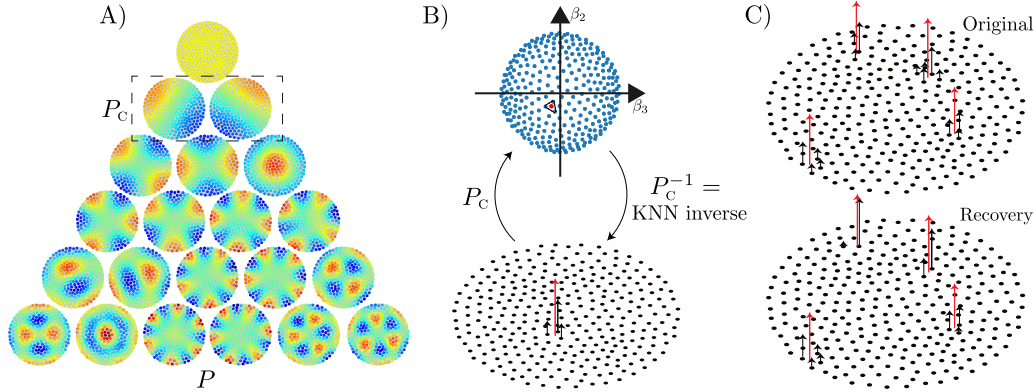 A)
P_C
P
B)
β₂
β₃
P_C
P_C⁻¹ =
KNN inverse
C)
Original
Recovery